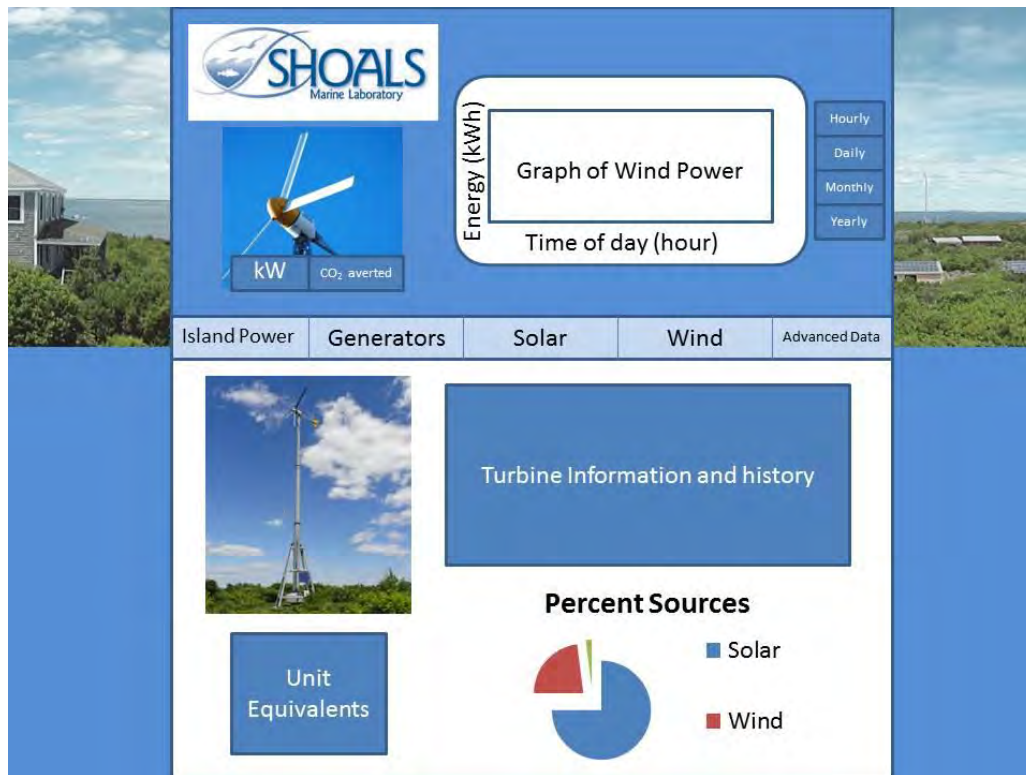 SHOALS
Marine Laboratory
kW
CO₂ averted
Energy (kWh)
Graph of Wind Power
Time of day (hour)
Hourly
Daily
Monthly
Yearly
Island Power
Generators
Solar
Wind
Advanced Data
Turbine Information and history
Unit
Equivalents
Percent Sources
Solar
Wind